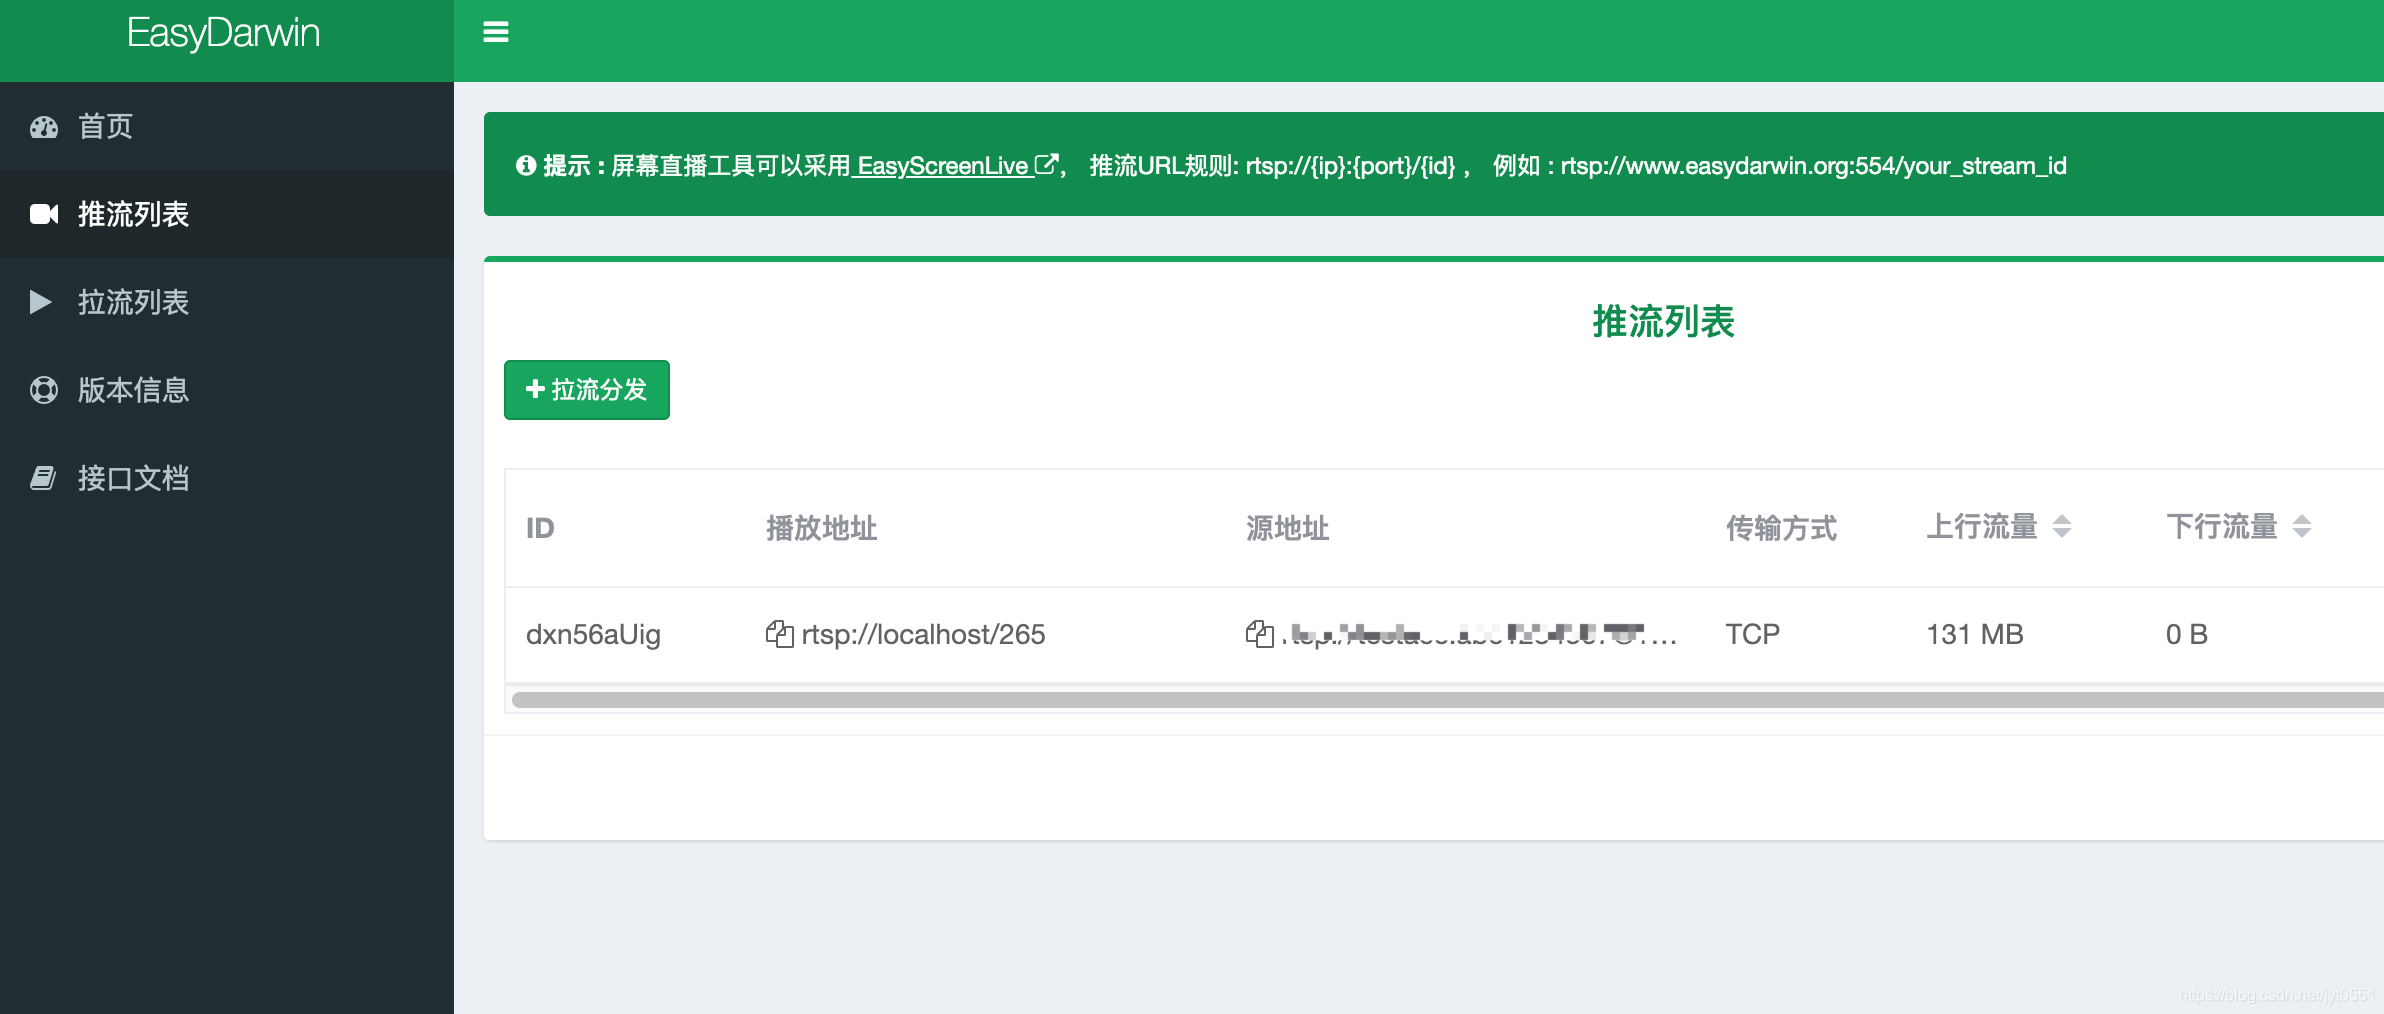 EasyDarwin
首页
推流列表
拉流列表
版本信息
接口文档
提示 : 屏幕直播工具可以采用 EasyScreenLive， 推流URL规则: rtsp://{ip}:{port}/{id} ， 例如 : rtsp://www.easydarwin.org:554/your_stream_id
推流列表
拉流分发
ID 播放地址 源地址 传输方式 上行流量 下行流量
dxn56aUig rtsp://localhost/265 TCP 131 MB 0 B
https://blog.csdn.net/jyt0551